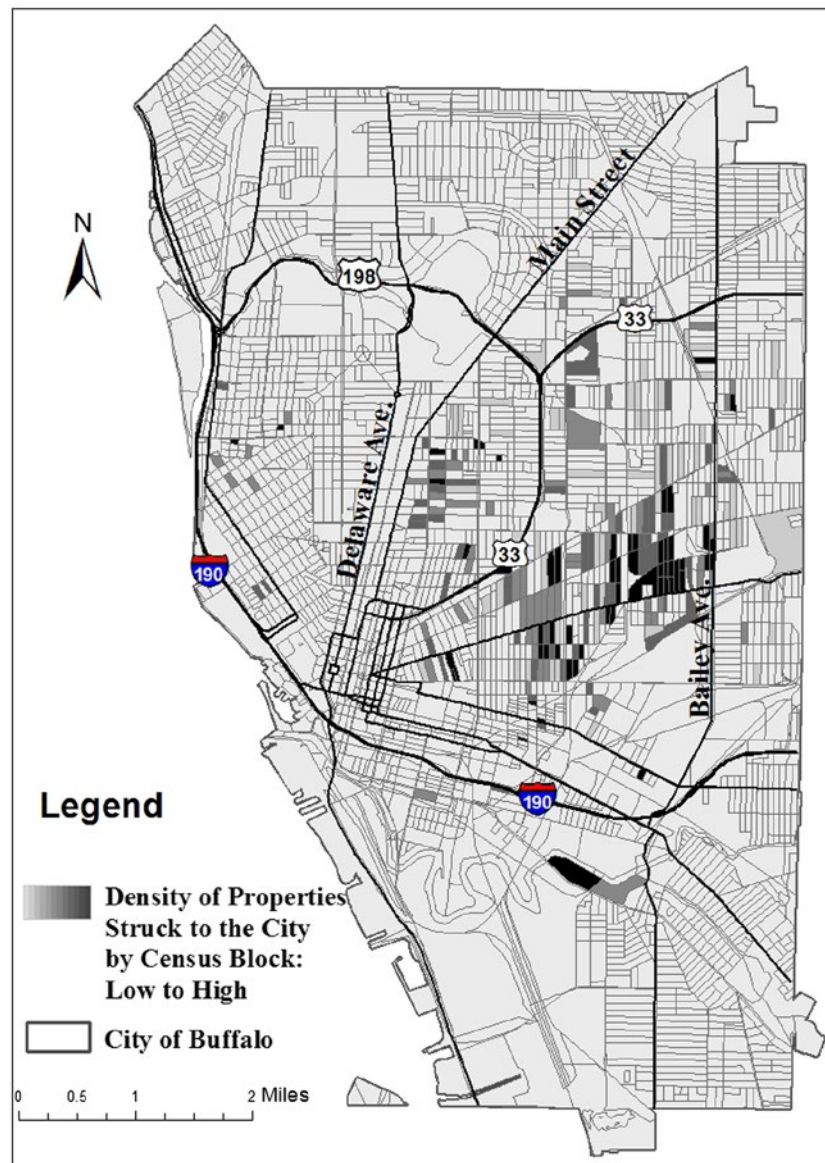 N
Main Street
198
33
Delaware Ave.
33
190
Bailey Ave.
190
Legend
Density of Properties
Struck to the City
by Census Block:
Low to High
City of Buffalo
0 0.5 1 2 Miles